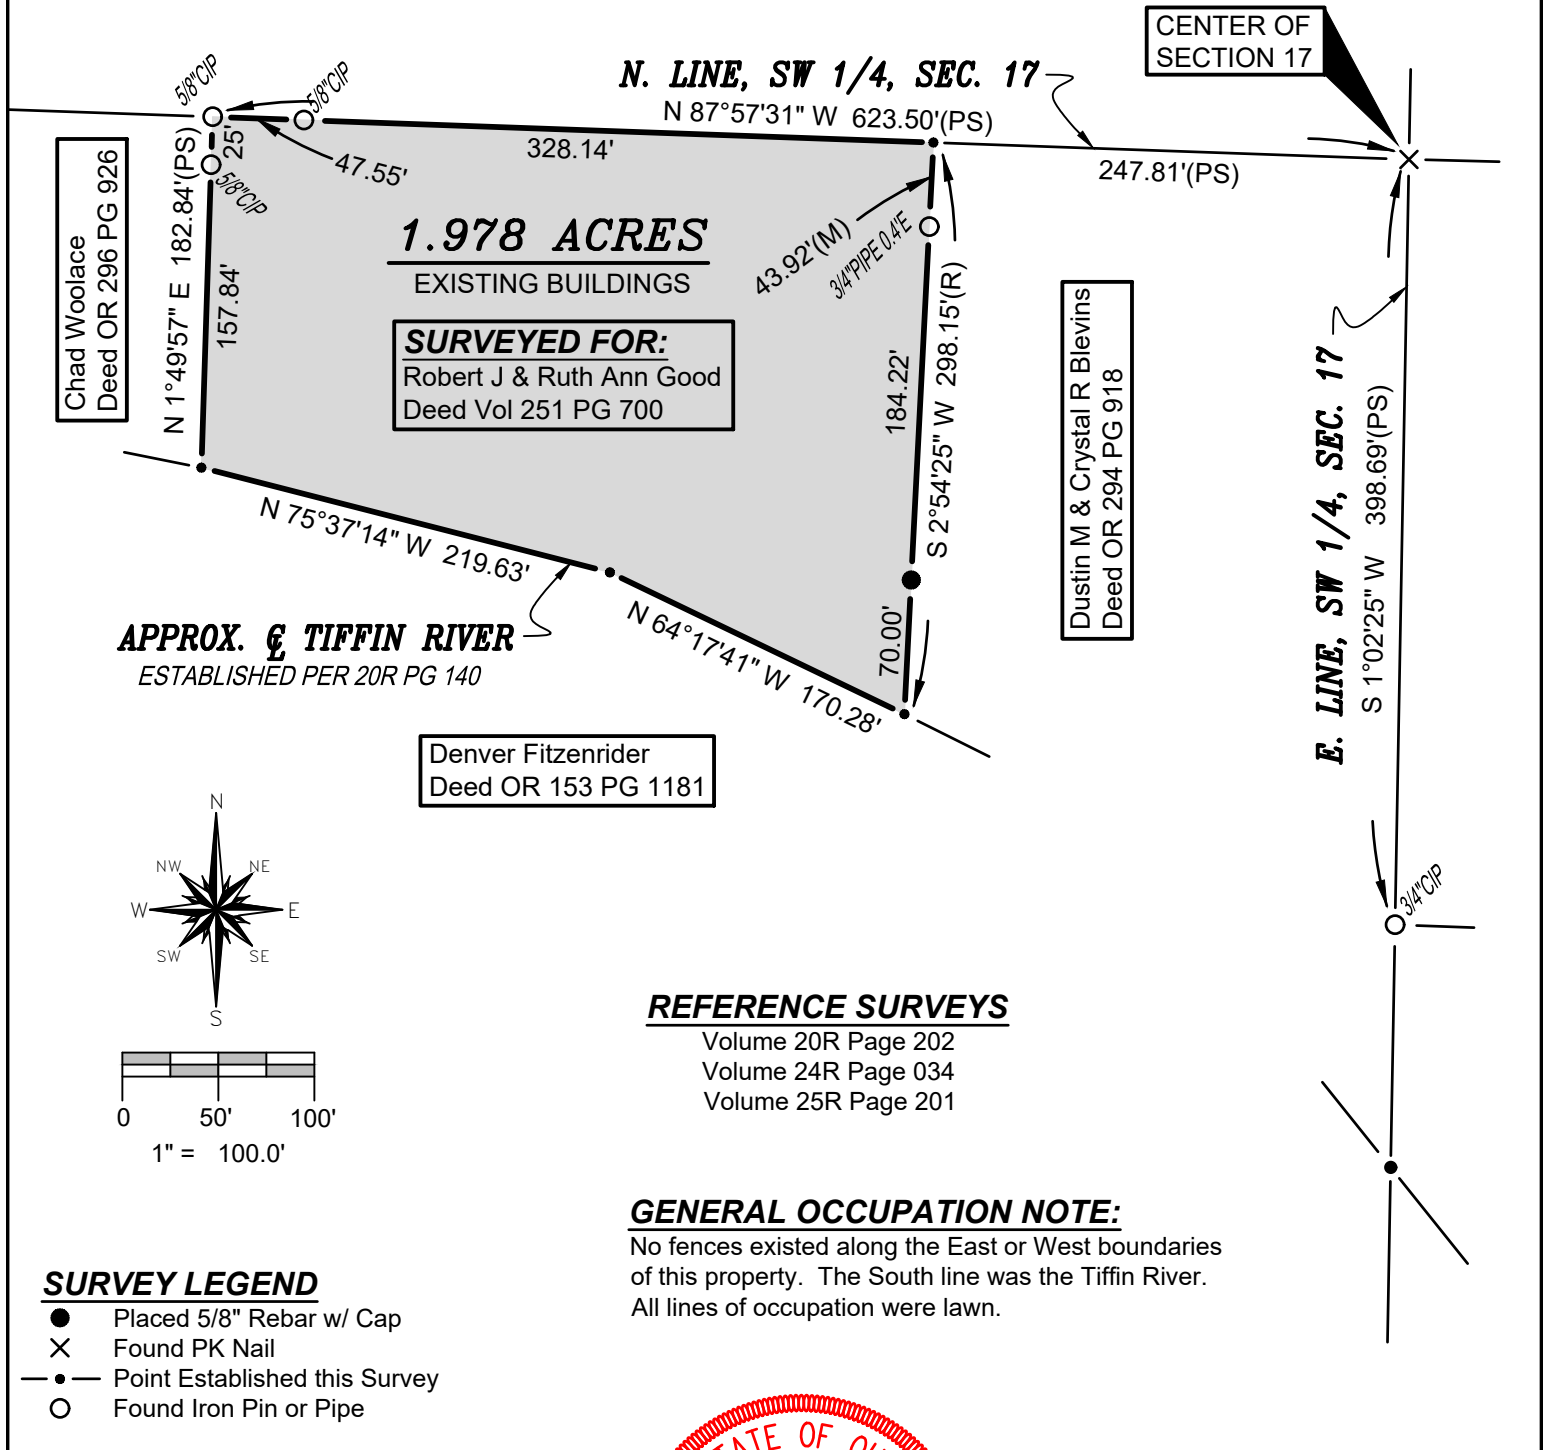 CENTER OF
SECTION 17
N. LINE, SW 1/4, SEC. 17
N 87°57'31" W 623.50'(PS)
5/8"CIP
5/8"CIP
5/8"CIP
25'
47.55'
328.14'
247.81'(PS)
Chad Woolace
Deed OR 296 PG 926
N 1°49'57" E 182.84'(PS)
157.84'
1.978 ACRES
EXISTING BUILDINGS
SURVEYED FOR:
Robert J & Ruth Ann Good
Deed Vol 251 PG 700
43.92'(M)
3/4"PIPE 0.4'E
184.22'
S 2°54'25" W 298.15'(R)
70.00'
Dustin M & Crystal R Blevins
Deed OR 294 PG 918
E. LINE, SW 1/4, SEC. 17
S 1°02'25" W 398.69'(PS)
3/4"CIP
N 75°37'14" W 219.63'
N 64°17'41" W 170.28'
APPROX. ℄ TIFFIN RIVER
ESTABLISHED PER 20R PG 140
Denver Fitzenrider
Deed OR 153 PG 1181
N
NW NE
W E
SW SE
S
0 50' 100'
1" = 100.0'
REFERENCE SURVEYS
Volume 20R Page 202
Volume 24R Page 034
Volume 25R Page 201
GENERAL OCCUPATION NOTE:
No fences existed along the East or West boundaries
of this property. The South line was the Tiffin River.
All lines of occupation were lawn.
SURVEY LEGEND
Placed 5/8" Rebar w/ Cap
Found PK Nail
Point Established this Survey
Found Iron Pin or Pipe
OF